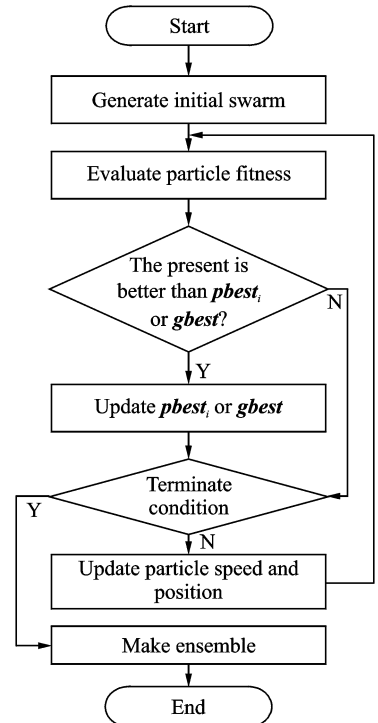 Start
Generate initial swarm
Evaluate particle fitness
The present is
better than pbestᵢ
or gbest?
N
Y
Update pbestᵢ or gbest
Terminate
condition
Y
N
Update particle speed and
position
Make ensemble
End